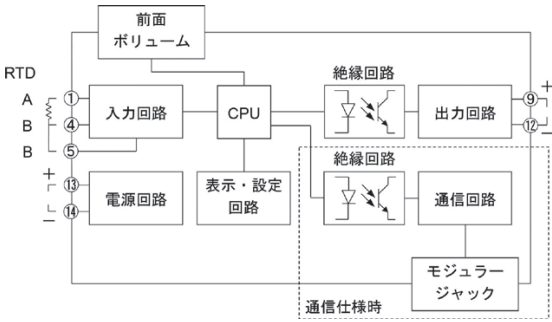 前面
ボリューム
RTD
A
①
B
④
B
⑤
入力回路
CPU
絶縁回路
出力回路
⑨
+
⑫
−
+
⑬
−
⑭
電源回路
表示・設定
回路
絶縁回路
通信回路
モジュラー
ジャック
通信仕様時